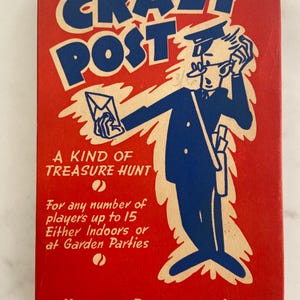 CRAZY
POST
A KIND OF
TREASURE HUNT
For any number of
players up to 15
Either Indoors or
at Garden Parties